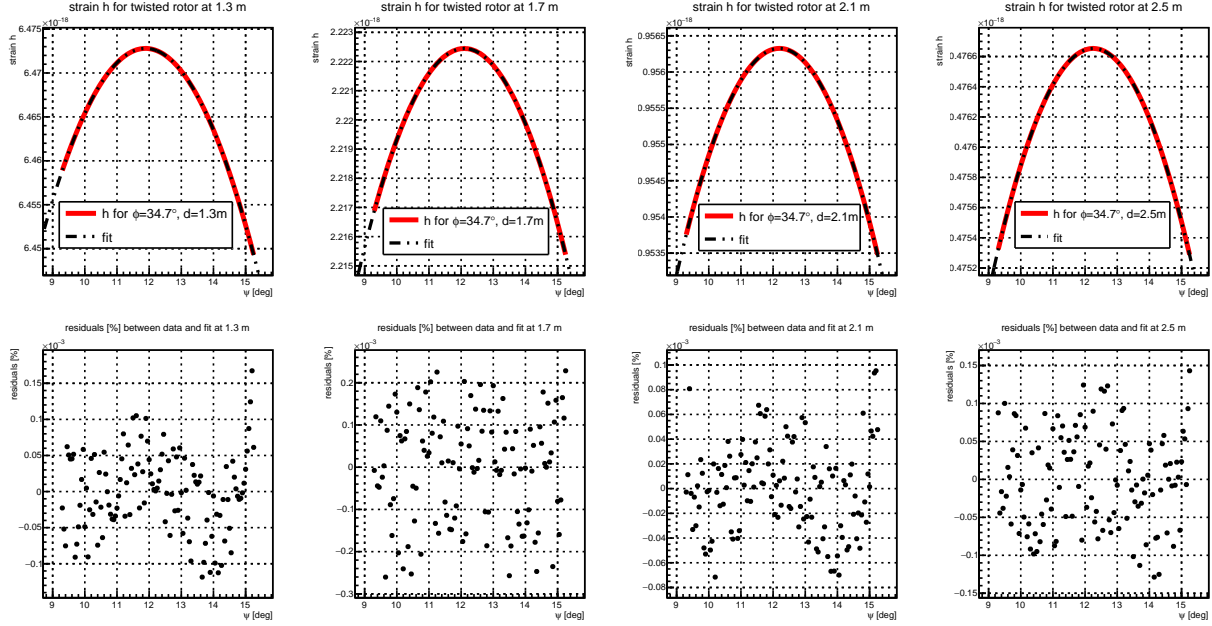 strain h for twisted rotor at 1.3 m
×10⁻¹⁸
strain h
6.475
6.47
6.465
6.46
6.455
6.45
h for ϕ=34.7°, d=1.3m
fit
9 10 11 12 13 14 15
ψ [deg]
strain h for twisted rotor at 1.7 m
×10⁻¹⁸
strain h
2.223
2.222
2.221
2.22
2.219
2.218
2.217
2.216
2.215
h for ϕ=34.7°, d=1.7m
fit
9 10 11 12 13 14 15
ψ [deg]
strain h for twisted rotor at 2.1 m
×10⁻¹⁸
strain h
0.9565
0.956
0.9555
0.955
0.9545
0.954
0.9535
h for ϕ=34.7°, d=2.1m
fit
9 10 11 12 13 14 15
ψ [deg]
strain h for twisted rotor at 2.5 m
×10⁻¹⁸
strain h
0.4766
0.4764
0.4762
0.476
0.4758
0.4756
0.4754
0.4752
h for ϕ=34.7°, d=2.5m
fit
9 10 11 12 13 14 15
ψ [deg]
residuals [%] between data and fit at 1.3 m
×10⁻³
residuals [%]
0.15
0.1
0.05
0
−0.05
−0.1
9 10 11 12 13 14 15
ψ [deg]
residuals [%] between data and fit at 1.7 m
×10⁻³
residuals [%]
0.2
0.1
0
−0.1
−0.2
−0.3
9 10 11 12 13 14 15
ψ [deg]
residuals [%] between data and fit at 2.1 m
×10⁻³
residuals [%]
0.1
0.08
0.06
0.04
0.02
0
−0.02
−0.04
−0.06
−0.08
9 10 11 12 13 14 15
ψ [deg]
residuals [%] between data and fit at 2.5 m
×10⁻³
residuals [%]
0.15
0.1
0.05
0
−0.05
−0.1
−0.15
9 10 11 12 13 14 15
ψ [deg]